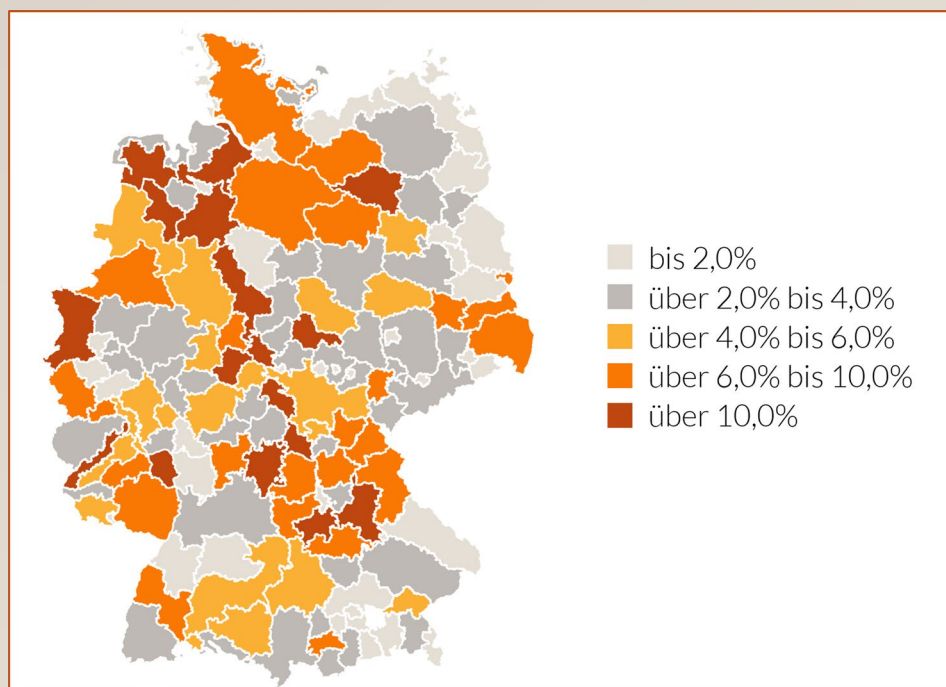 bis 2,0%
über 2,0% bis 4,0%
über 4,0% bis 6,0%
über 6,0% bis 10,0%
über 10,0%